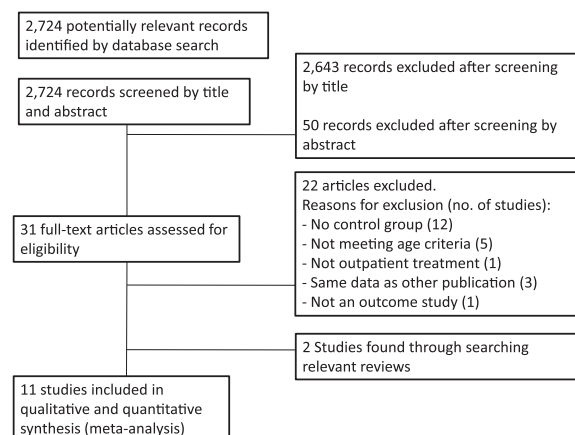 2,724 potentially relevant records
identified by database search
2,724 records screened by title
and abstract
2,643 records excluded after screening
by title
50 records excluded after screening by
abstract
31 full-text articles assessed for
eligibility
22 articles excluded.
Reasons for exclusion (no. of studies):
- No control group (12)
- Not meeting age criteria (5)
- Not outpatient treatment (1)
- Same data as other publication (3)
- Not an outcome study (1)
2 Studies found through searching
relevant reviews
11 studies included in
qualitative and quantitative
synthesis (meta-analysis)